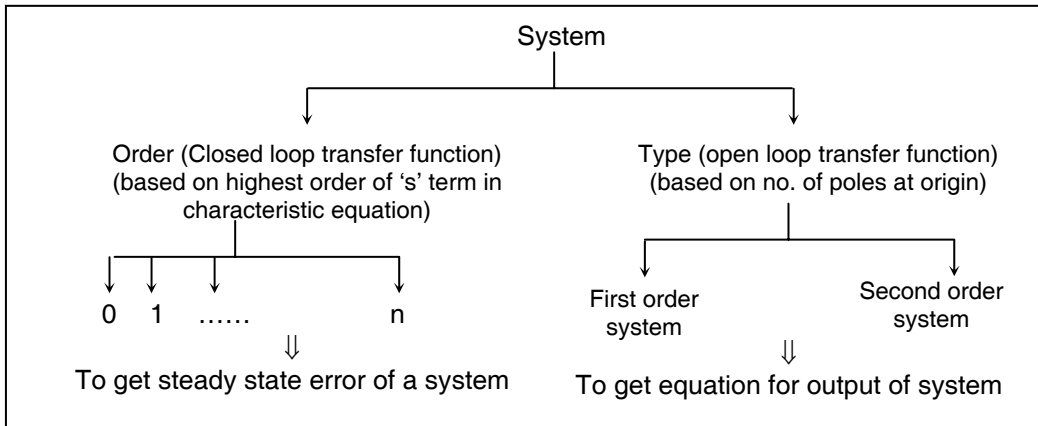 System
Order (Closed loop transfer function)
(based on highest order of ‘s’ term in
characteristic equation)
Type (open loop transfer function)
(based on no. of poles at origin)
0 1 …… n
First order
system
Second order
system
To get steady state error of a system
To get equation for output of system